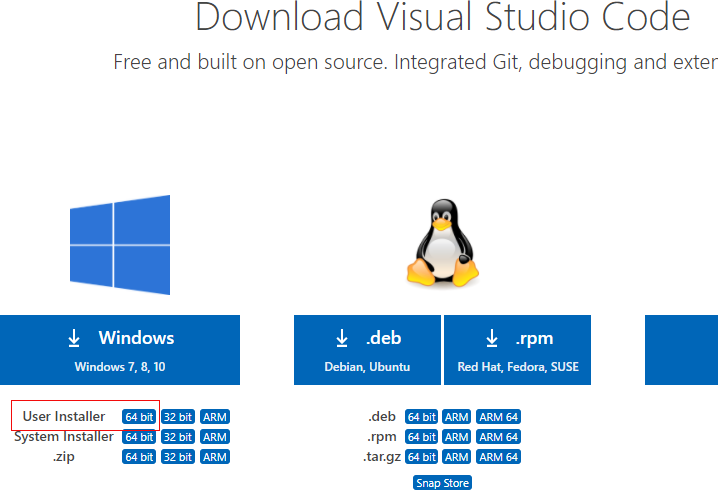 Download Visual Studio Code
Free and built on open source. Integrated Git, debugging and exter
Windows
Windows 7, 8, 10
.deb
Debian, Ubuntu
.rpm
Red Hat, Fedora, SUSE
User Installer 64 bit 32 bit ARM
System Installer 64 bit 32 bit ARM
.zip 64 bit 32 bit ARM
.deb 64 bit ARM ARM 64
.rpm 64 bit ARM ARM 64
.tar.gz 64 bit ARM ARM 64
Snap Store